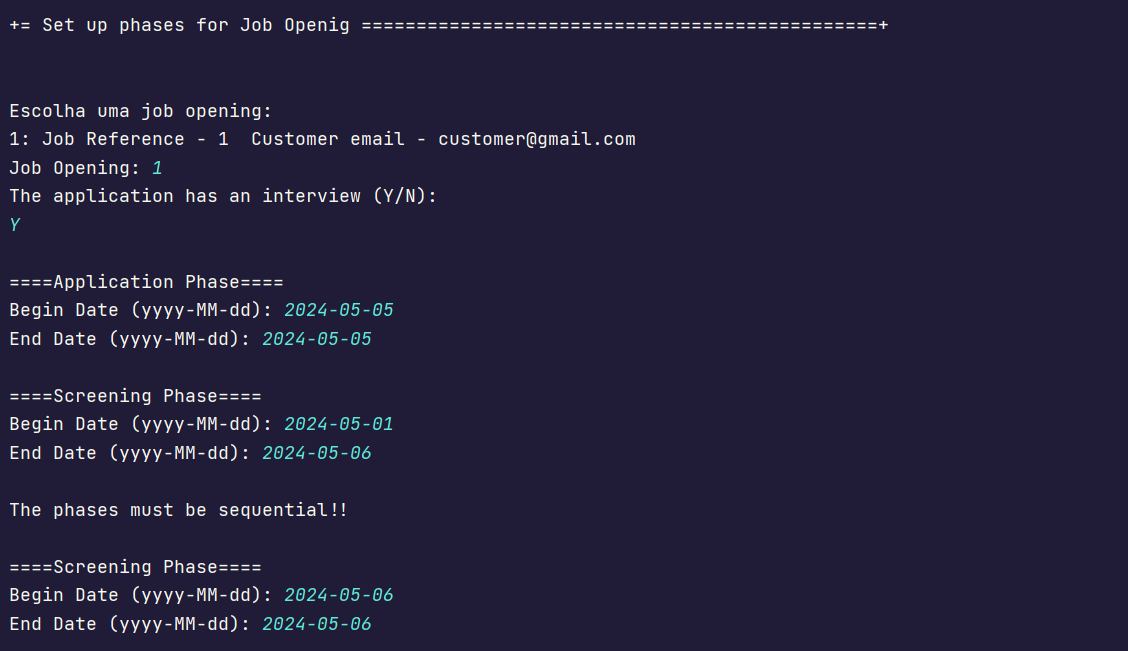 += Set up phases for Job Openig ===============================================+
Escolha uma job opening:
1: Job Reference - 1  Customer email - customer@gmail.com
Job Opening: 1
The application has an interview (Y/N):
Y
====Application Phase====
Begin Date (yyyy-MM-dd): 2024-05-05
End Date (yyyy-MM-dd): 2024-05-05
====Screening Phase====
Begin Date (yyyy-MM-dd): 2024-05-01
End Date (yyyy-MM-dd): 2024-05-06
The phases must be sequential!!
====Screening Phase====
Begin Date (yyyy-MM-dd): 2024-05-06
End Date (yyyy-MM-dd): 2024-05-06